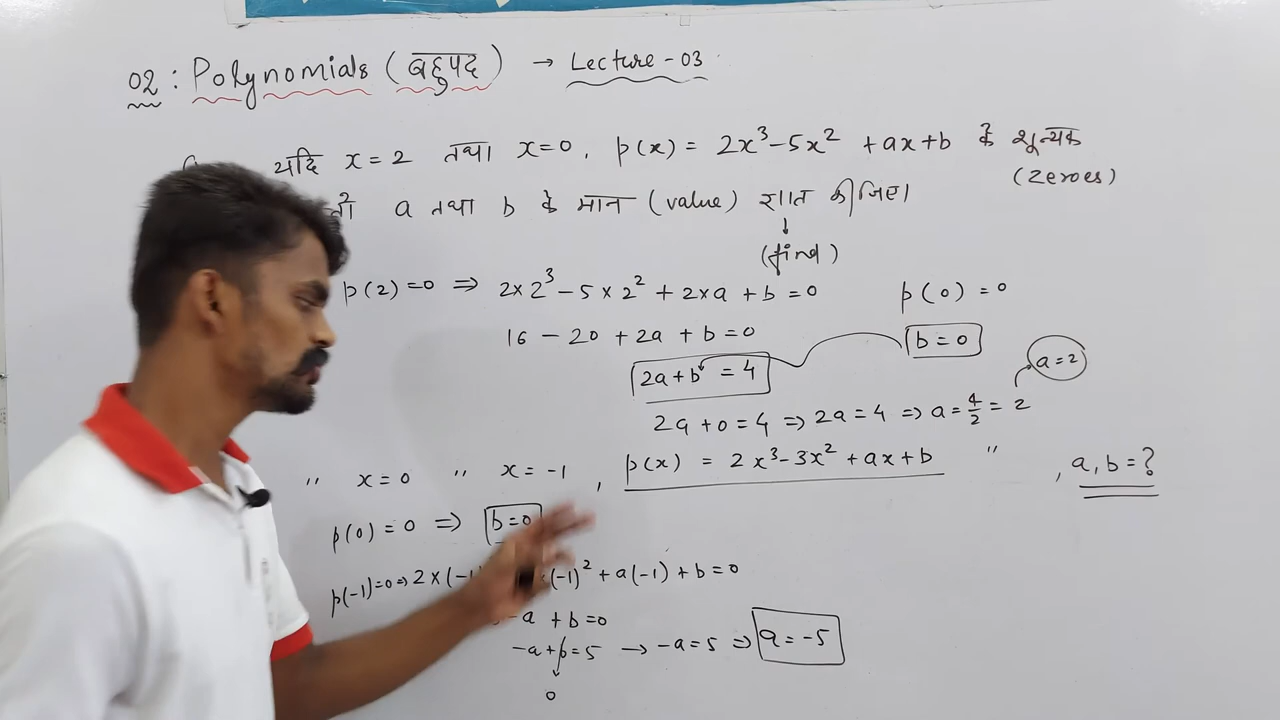 02 : Polynomials (बहुपद) → Lecture - 03
यदि x = 2 तथा x = 0, p(x) = 2x³ - 5x² + ax + b के शून्यक
(zeroes)
a तथा b के मान (value) ज्ञात कीजिए।
↓
(find)
p(2) = 0 ⇒ 2×2³ - 5×2² + 2×a + b = 0
p(0) = 0
16 - 20 + 2a + b = 0
b = 0
2a + b = 4
a = 2
2a + 0 = 4 ⇒ 2a = 4 ⇒ a = 4/2 = 2
" x = 0 " x = -1, p(x) = 2x³ - 3x² + ax + b " , a, b = ?
p(0) = 0 ⇒ b = 0
p(-1) = 0 ⇒ 2×(-1 (-1)² + a(-1) + b = 0
-a + b = 0
-a + b = 5 → -a = 5 ⇒ a = -5
↓
0